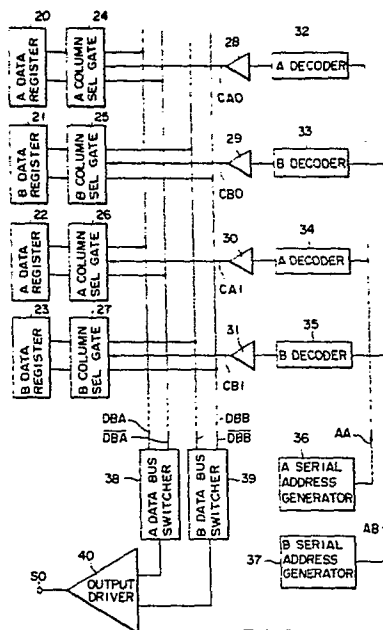 20
24
28
32
A DATA
REGISTER
A COLUMN
SEL GATE
A DECODER
CA0
21
25
29
33
B DATA
REGISTER
B COLUMN
SEL GATE
B DECODER
CB0
22
26
30
34
A DATA
REGISTER
A COLUMN
SEL GATE
A DECODER
CA1
23
27
31
35
B DATA
REGISTER
B COLUMN
SEL GATE
B DECODER
CB1
DBA
DBA
DBB
DBB
36
AA
A SERIAL
ADDRESS
GENERATOR
38
A DATA BUS
SWITCHER
B DATA BUS
SWITCHER
39
AB
37
B SERIAL
ADDRESS
GENERATOR
40
SO
OUTPUT
DRIVER